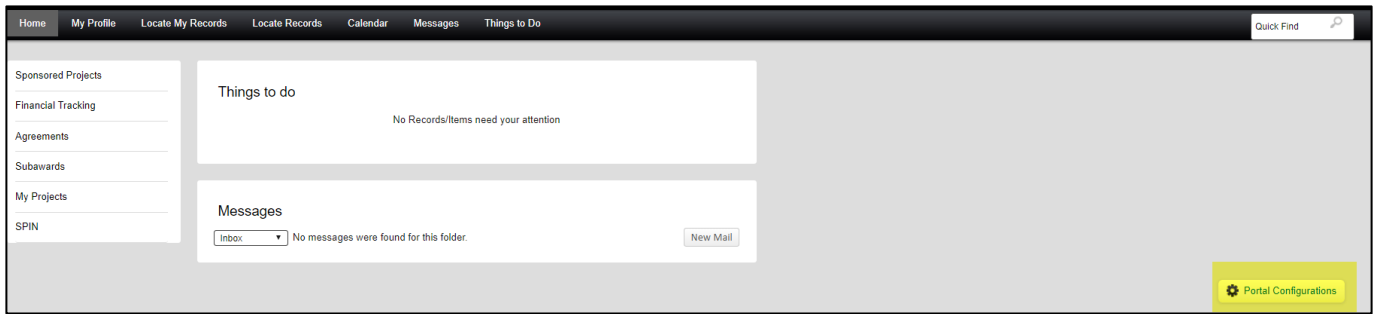 Home My Profile Locate My Records Locate Records Calendar Messages Things to Do Quick Find
Sponsored Projects
Financial Tracking
Agreements
Subawards
My Projects
SPIN
Things to do
No Records/Items need your attention
Messages
Inbox No messages were found for this folder. New Mail
Portal Configurations